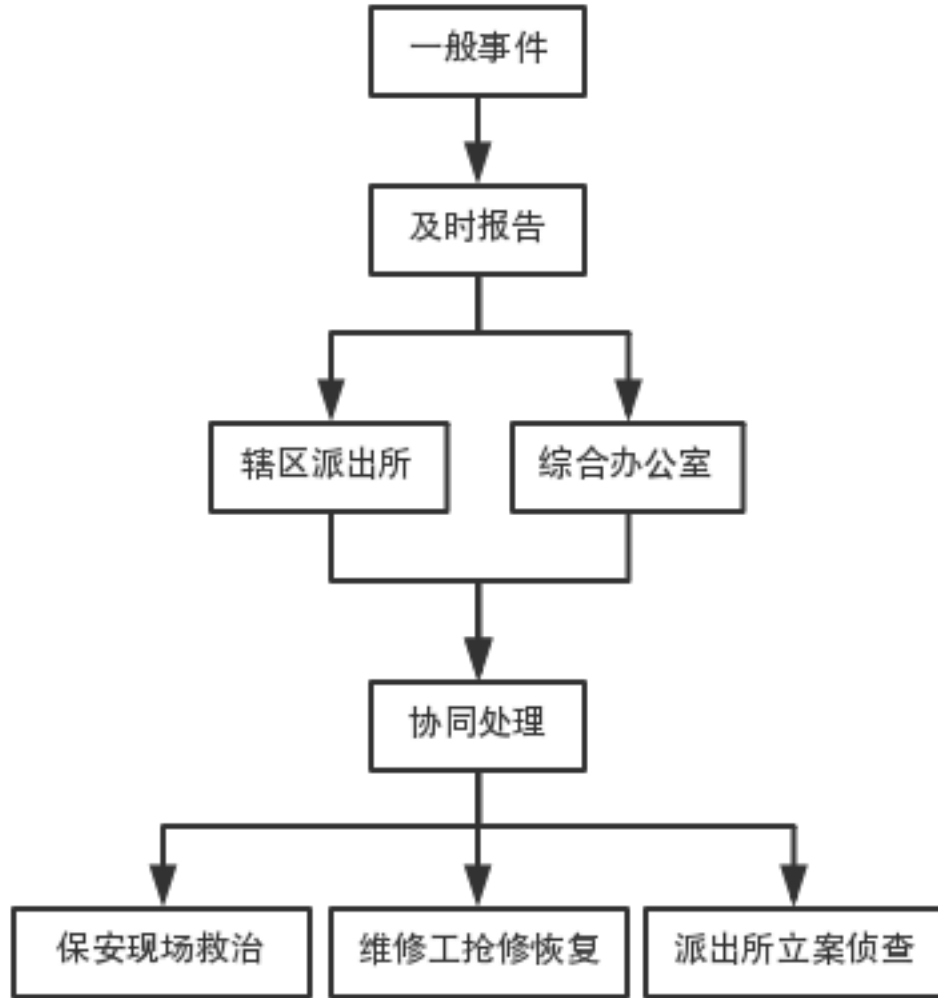 一般事件
及时报告
辖区派出所
综合办公室
协同处理
保安现场救治
维修工抢修恢复
派出所立案侦查